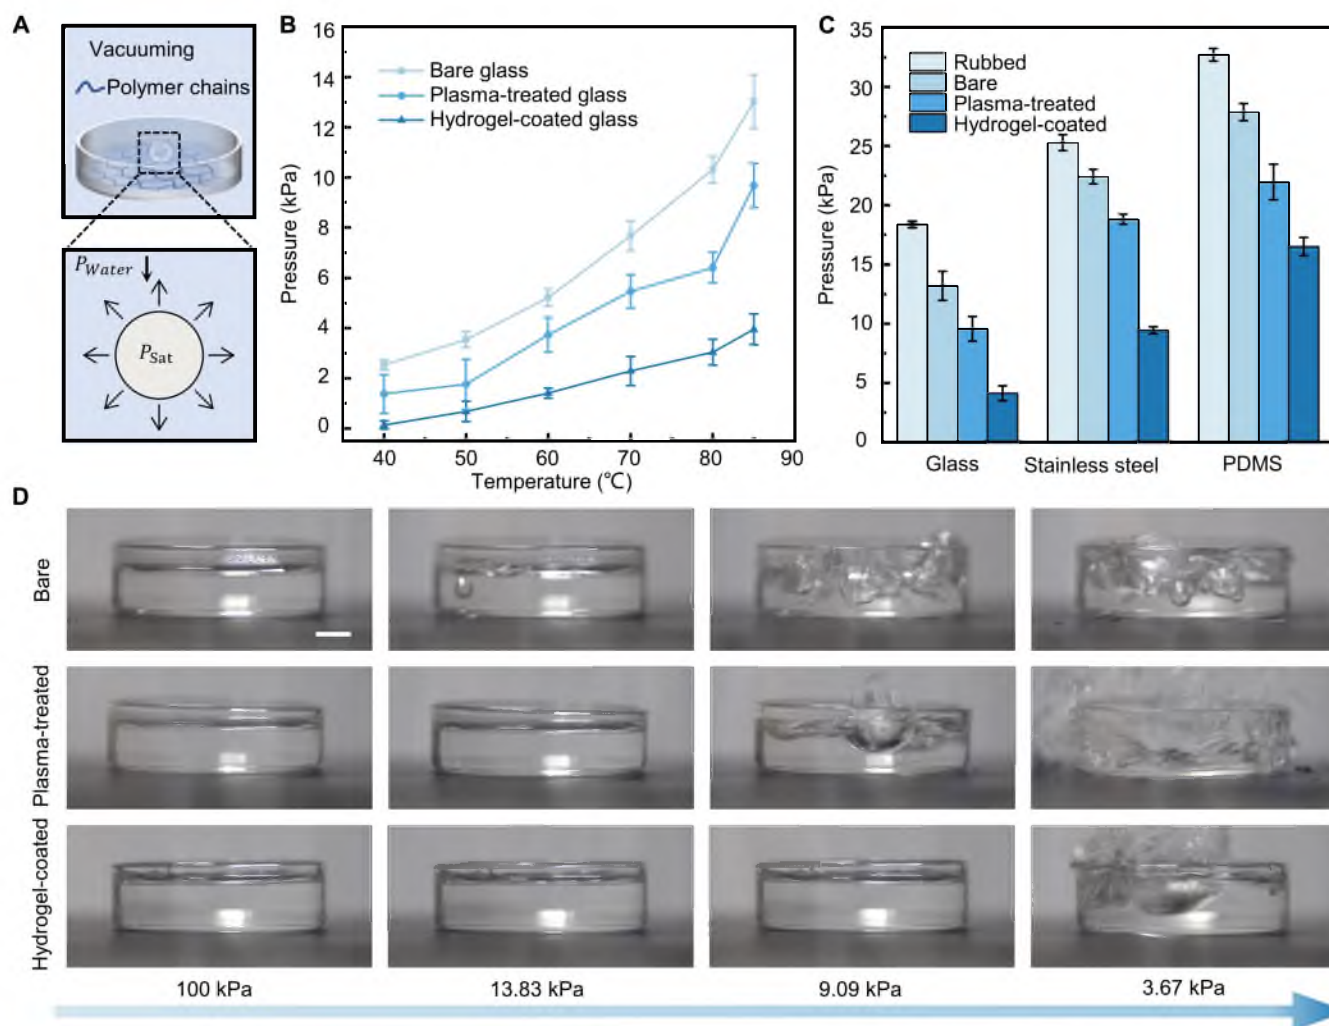 A
Vacuuming
Polymer chains
P_Water
P_Sat
B
Pressure (kPa)
16
14
12
10
8
6
4
2
0
Bare glass
Plasma-treated glass
Hydrogel-coated glass
40 50 60 70 80 90
Temperature (℃)
C
Pressure (kPa)
35
30
25
20
15
10
5
0
Rubbed
Bare
Plasma-treated
Hydrogel-coated
Glass Stainless steel PDMS
D
Bare
Plasma-treated
Hydrogel-coated
100 kPa 13.83 kPa 9.09 kPa 3.67 kPa